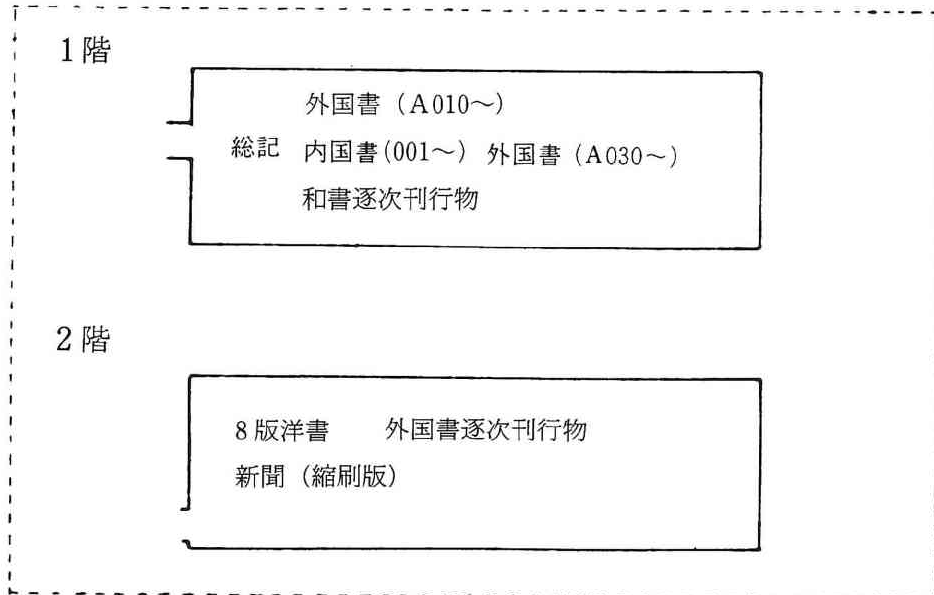 1階
外国書（A010～）
総記 内国書(001～) 外国書（A030～）
和書逐次刊行物
2階
8版洋書 外国書逐次刊行物
新聞（縮刷版）